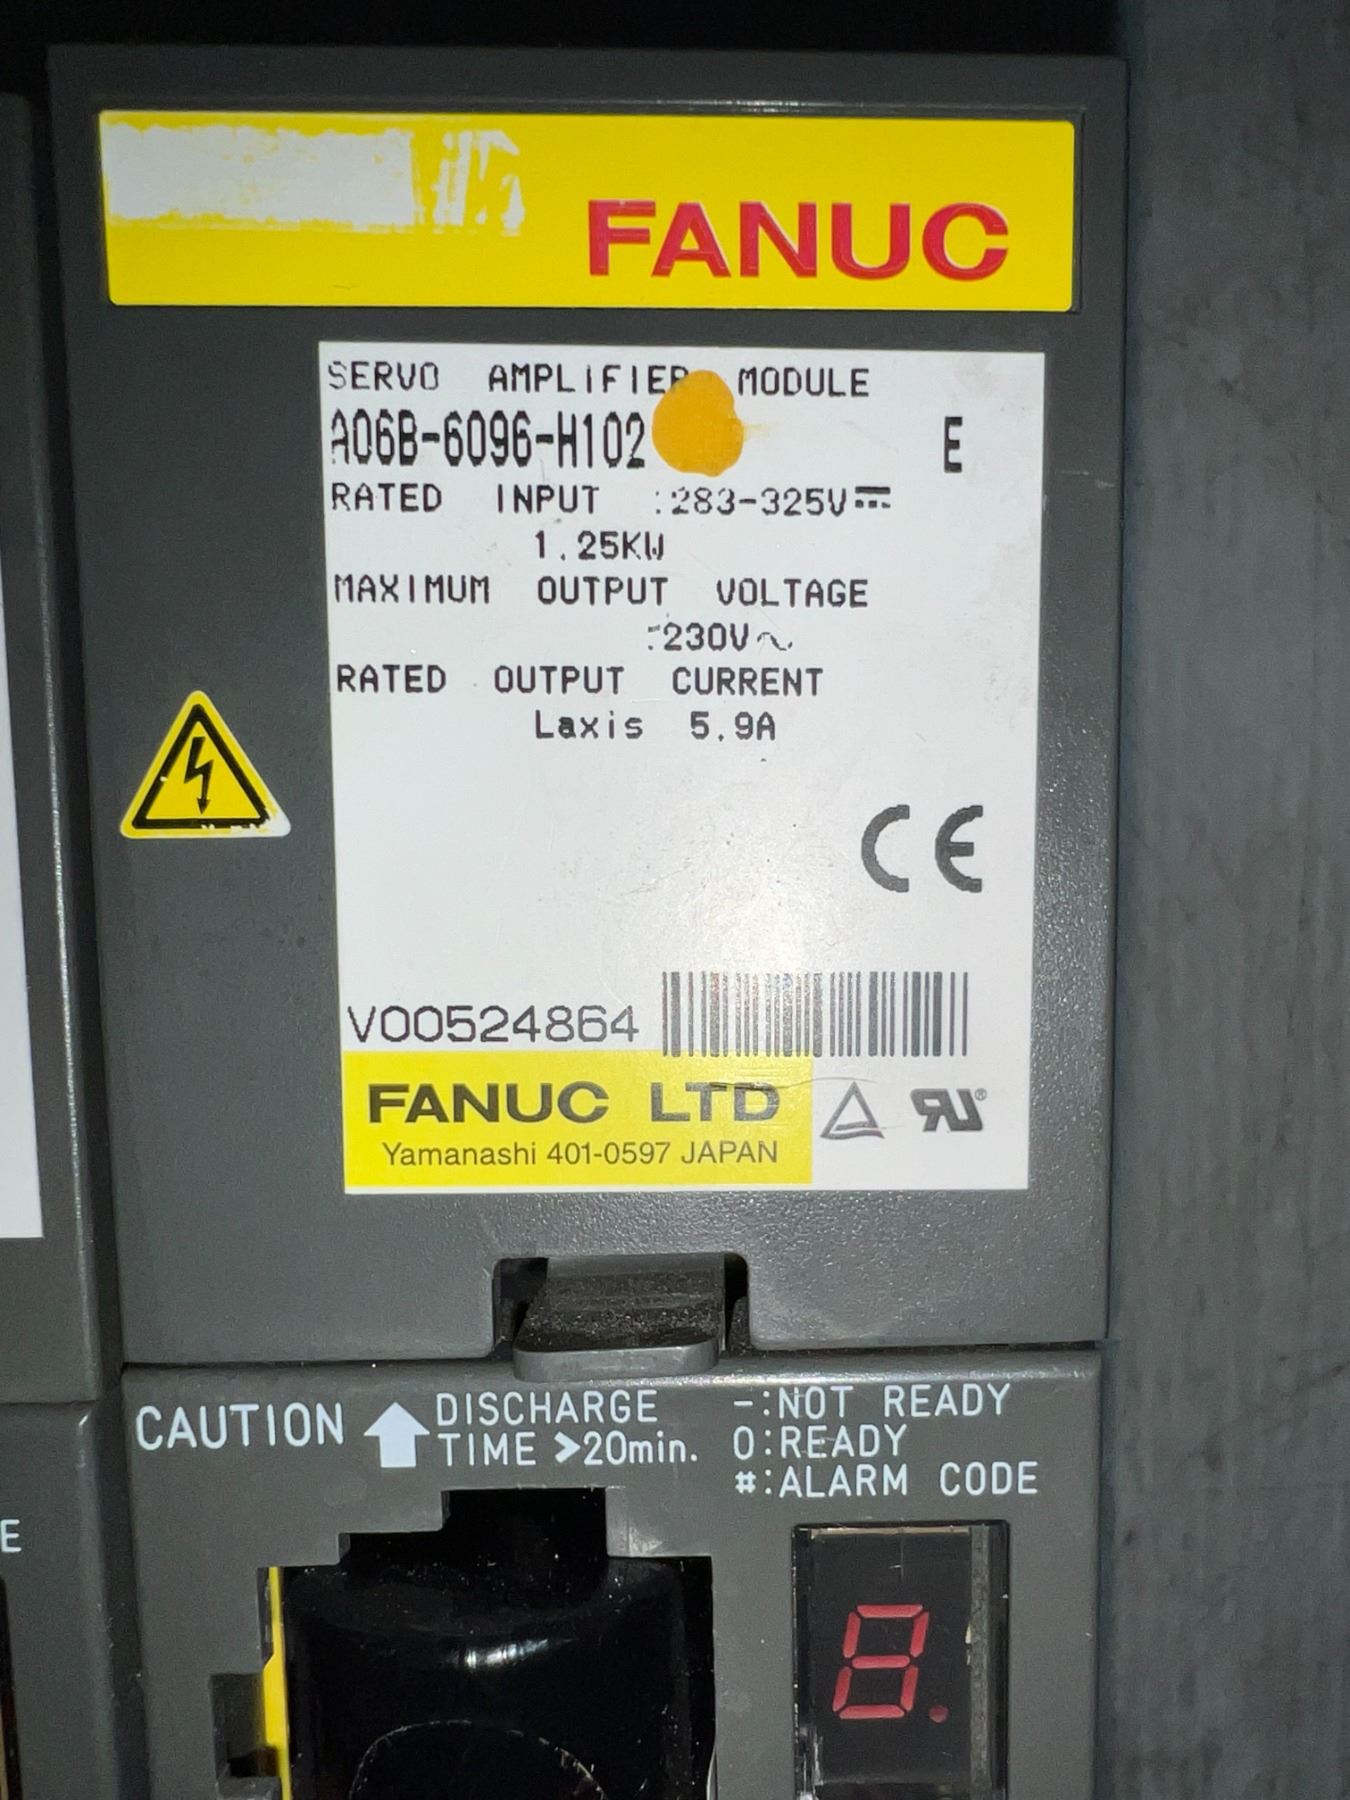 FANUC
SERVO AMPLIFIER MODULE
A06B-6096-H102 E
RATED INPUT :283-325V⎓
1.25KW
MAXIMUM OUTPUT VOLTAGE
:230V~
RATED OUTPUT CURRENT
Laxis 5.9A
CE
V00524864
FANUC LTD
Yamanashi 401-0597 JAPAN
RU®
CAUTION
DISCHARGE
TIME >20min.
-:NOT READY
0:READY
#:ALARM CODE
E
8.